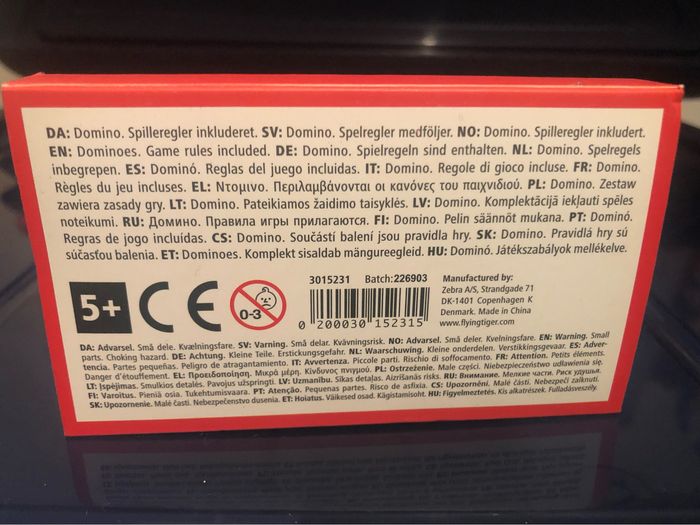 DA: Domino. Spilleregler inkluderet. SV: Domino. Spelregler medföljer. NO: Domino. Spilleregler inkludert.
EN: Dominoes. Game rules included. DE: Domino. Spielregeln sind enthalten. NL: Domino. Spelregels
inbegrepen. ES: Dominó. Reglas del juego incluidas. IT: Domino. Regole di gioco incluse. FR: Domino.
Règles du jeu incluses. EL: Ντομινο. Περιλαμβάνονται οι κανόνες του παιχνιδιού. PL: Domino. Zestaw
zawiera zasady gry. LT: Domino. Pateikiamos žaidimo taisyklės. LV: Domino. Komplektācijā iekļauti spēles
noteikumi. RU: Домино. Правила игры прилагаются. FI: Domino. Pelin säännöt mukana. PT: Dominó.
Regras de jogo incluídas. CS: Domino. Součástí balení jsou pravidla hry. SK: Domino. Pravidlá hry sú
súčasťou balenia. ET: Dominoes. Komplekt sisaldab mängureegleid. HU: Dominó. Játékszabályok mellékelve.
5+ CE 0-3
3015231 Batch: 226903
0 200030 152315
Manufactured by:
Zebra A/S, Strandgade 71
DK-1401 Copenhagen K
Denmark. Made in China
www.flyingtiger.com
DA: Advarsel. Små dele. Kvælningsfare. SV: Varning. Små delar. Kvävningsrisk. NO: Advarsel. Små deler. Kvelningsfare. EN: Warning. Small
parts. Choking hazard. DE: Achtung. Kleine Teile. Erstickungsgefahr. NL: Waarschuwing. Kleine onderdelen. Verstikkingsgevaar. ES: Adver-
tencia. Partes pequeñas. Peligro de atragantamiento. IT: Avvertenza. Piccole parti. Rischio di soffocamento. FR: Attention. Petits éléments.
Danger d'étouffement. EL: Προειδοποίηση. Μικρά μέρη. Κίνδυνος πνιγμού. PL: Ostrzeżenie. Małe części. Niebezpieczeństwo udławienia się.
LT: Įspėjimas. Smulkios detalės. Pavojus užspringti. LV: Uzmanību. Sīkas detaļas. Aizrīšanās risks. RU: Внимание. Мелкие части. Риск удушья.
FI: Varoitus. Pieniä osia. Tukehtumisvaara. PT: Atenção. Pequenas partes. Risco de asfixia. CS: Upozornění. Malé části. Nebezpečí zalknutí.
SK: Upozornenie. Malé časti. Nebezpečenstvo dusenia. ET: Hoiatus. Väikesed osad. Kägistamisoht. HU: Figyelmeztetés. Kis alkatrészek. Fulladásveszély.